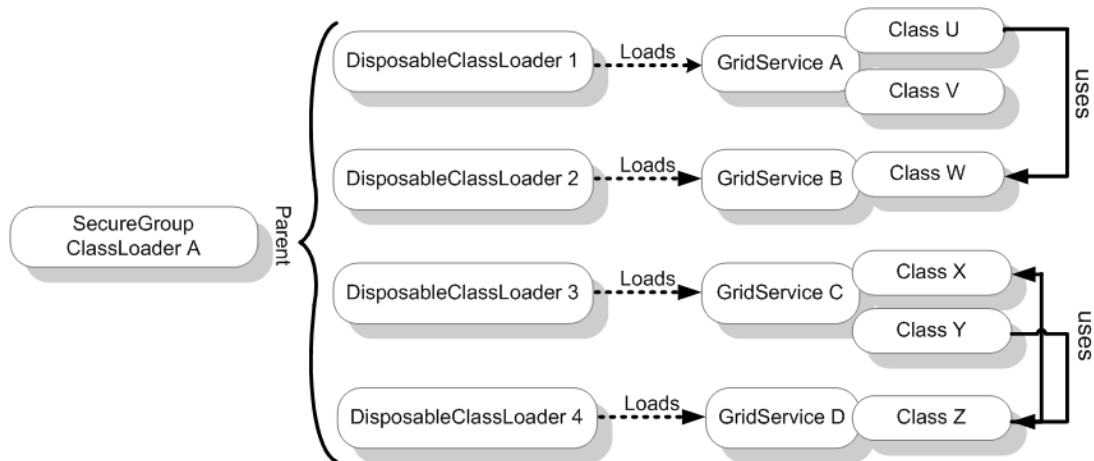 SecureGroup
ClassLoader A
Parent
DisposableClassLoader 1
Loads
GridService A
Class U
Class V
uses
DisposableClassLoader 2
Loads
GridService B
Class W
DisposableClassLoader 3
Loads
GridService C
Class X
Class Y
uses
DisposableClassLoader 4
Loads
GridService D
Class Z